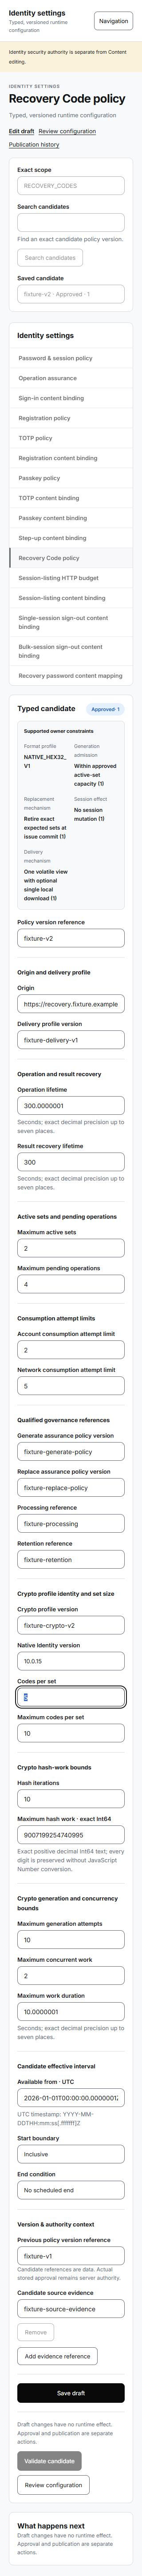 Identity settings
Typed, versioned runtime
configuration
Navigation
Identity security authority is separate from Content
editing.
IDENTITY SETTINGS
Recovery Code policy
Typed, versioned runtime configuration
Edit draft Review configuration
Publication history
Exact scope
RECOVERY_CODES
Search candidates
Find an exact candidate policy version.
Search candidates
Saved candidate
fixture-v2 · Approved · 1
Identity settings
Password & session policy
Operation assurance
Sign-in content binding
Registration policy
TOTP policy
Registration content binding
Passkey policy
TOTP content binding
Passkey content binding
Step-up content binding
Recovery Code policy
Session-listing HTTP budget
Session-listing content binding
Single-session sign-out content
binding
Bulk-session sign-out content
binding
Recovery password content mapping
Typed candidate
Approved · 1
Supported owner constraints
Format profile
NATIVE_HEX32_
V1
Generation
admission
Within approved
active-set
capacity (1)
Replacement
mechanism
Retire exact
expected sets at
issue commit (1)
Session effect
No session
mutation (1)
Delivery
mechanism
One volatile view
with optional
single local
download (1)
Policy version reference
fixture-v2
Origin and delivery profile
Origin
https://recovery.fixture.example
Delivery profile version
fixture-delivery-v1
Operation and result recovery
Operation lifetime
300.0000001
Seconds; exact decimal precision up to
seven places.
Result recovery lifetime
300
Seconds; exact decimal precision up to
seven places.
Active sets and pending operations
Maximum active sets
2
Maximum pending operations
4
Consumption attempt limits
Account consumption attempt limit
2
Network consumption attempt limit
5
Qualified governance references
Generate assurance policy version
fixture-generate-policy
Replace assurance policy version
fixture-replace-policy
Processing reference
fixture-processing
Retention reference
fixture-retention
Crypto profile identity and set size
Crypto profile version
fixture-crypto-v2
Native Identity version
10.0.15
Codes per set
Maximum codes per set
10
Crypto hash-work bounds
Hash iterations
10
Maximum hash work · exact Int64
9007199254740995
Exact positive decimal Int64 text; every
digit is preserved without JavaScript
Number conversion.
Crypto generation and concurrency
bounds
Maximum generation attempts
10
Maximum concurrent work
2
Maximum work duration
10.0000001
Seconds; exact decimal precision up to
seven places.
Candidate effective interval
Available from · UTC
2026-01-01T00:00:00.0000001Z
UTC timestamp: YYYY-MM-
DDTHH:mm:ss[.fffffff]Z
Start boundary
Inclusive
End condition
No scheduled end
Version & authority context
Previous policy version reference
fixture-v1
Candidate references are data. Actual
stored approval remains server authority.
Candidate source evidence
fixture-source-evidence
Remove
Add evidence reference
Save draft
Draft changes have no runtime effect.
Approval and publication are separate
actions.
Validate candidate
Review configuration
What happens next
Draft changes have no runtime effect.
Approval and publication are separate
actions.